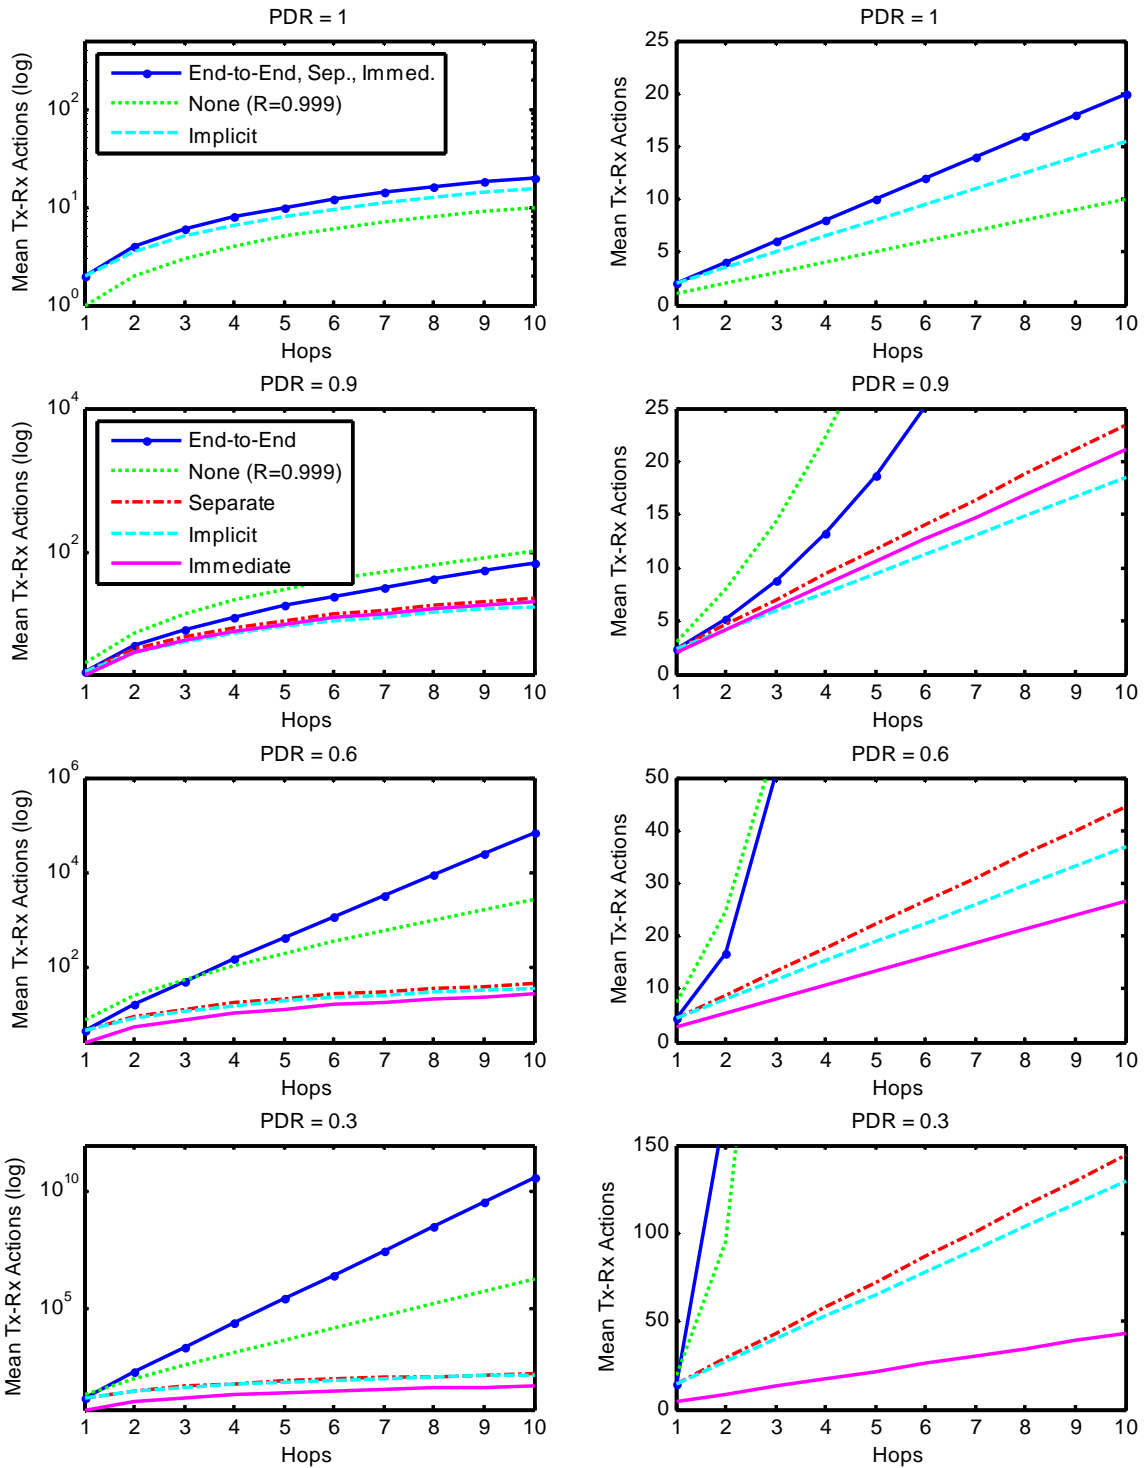 PDR = 1
Mean Tx-Rx Actions (log)
10^2
10^1
10^0
End-to-End, Sep., Immed.
None (R=0.999)
Implicit
1 2 3 4 5 6 7 8 9 10
Hops
PDR = 1
Mean Tx-Rx Actions
25
20
15
10
5
0
1 2 3 4 5 6 7 8 9 10
Hops
PDR = 0.9
Mean Tx-Rx Actions (log)
10^4
10^2
End-to-End
None (R=0.999)
Separate
Implicit
Immediate
1 2 3 4 5 6 7 8 9 10
Hops
PDR = 0.9
Mean Tx-Rx Actions
25
20
15
10
5
0
1 2 3 4 5 6 7 8 9 10
Hops
PDR = 0.6
Mean Tx-Rx Actions (log)
10^6
10^4
10^2
1 2 3 4 5 6 7 8 9 10
Hops
PDR = 0.6
Mean Tx-Rx Actions
50
40
30
20
10
0
1 2 3 4 5 6 7 8 9 10
Hops
PDR = 0.3
Mean Tx-Rx Actions (log)
10^10
10^5
1 2 3 4 5 6 7 8 9 10
Hops
PDR = 0.3
Mean Tx-Rx Actions
150
100
50
0
1 2 3 4 5 6 7 8 9 10
Hops